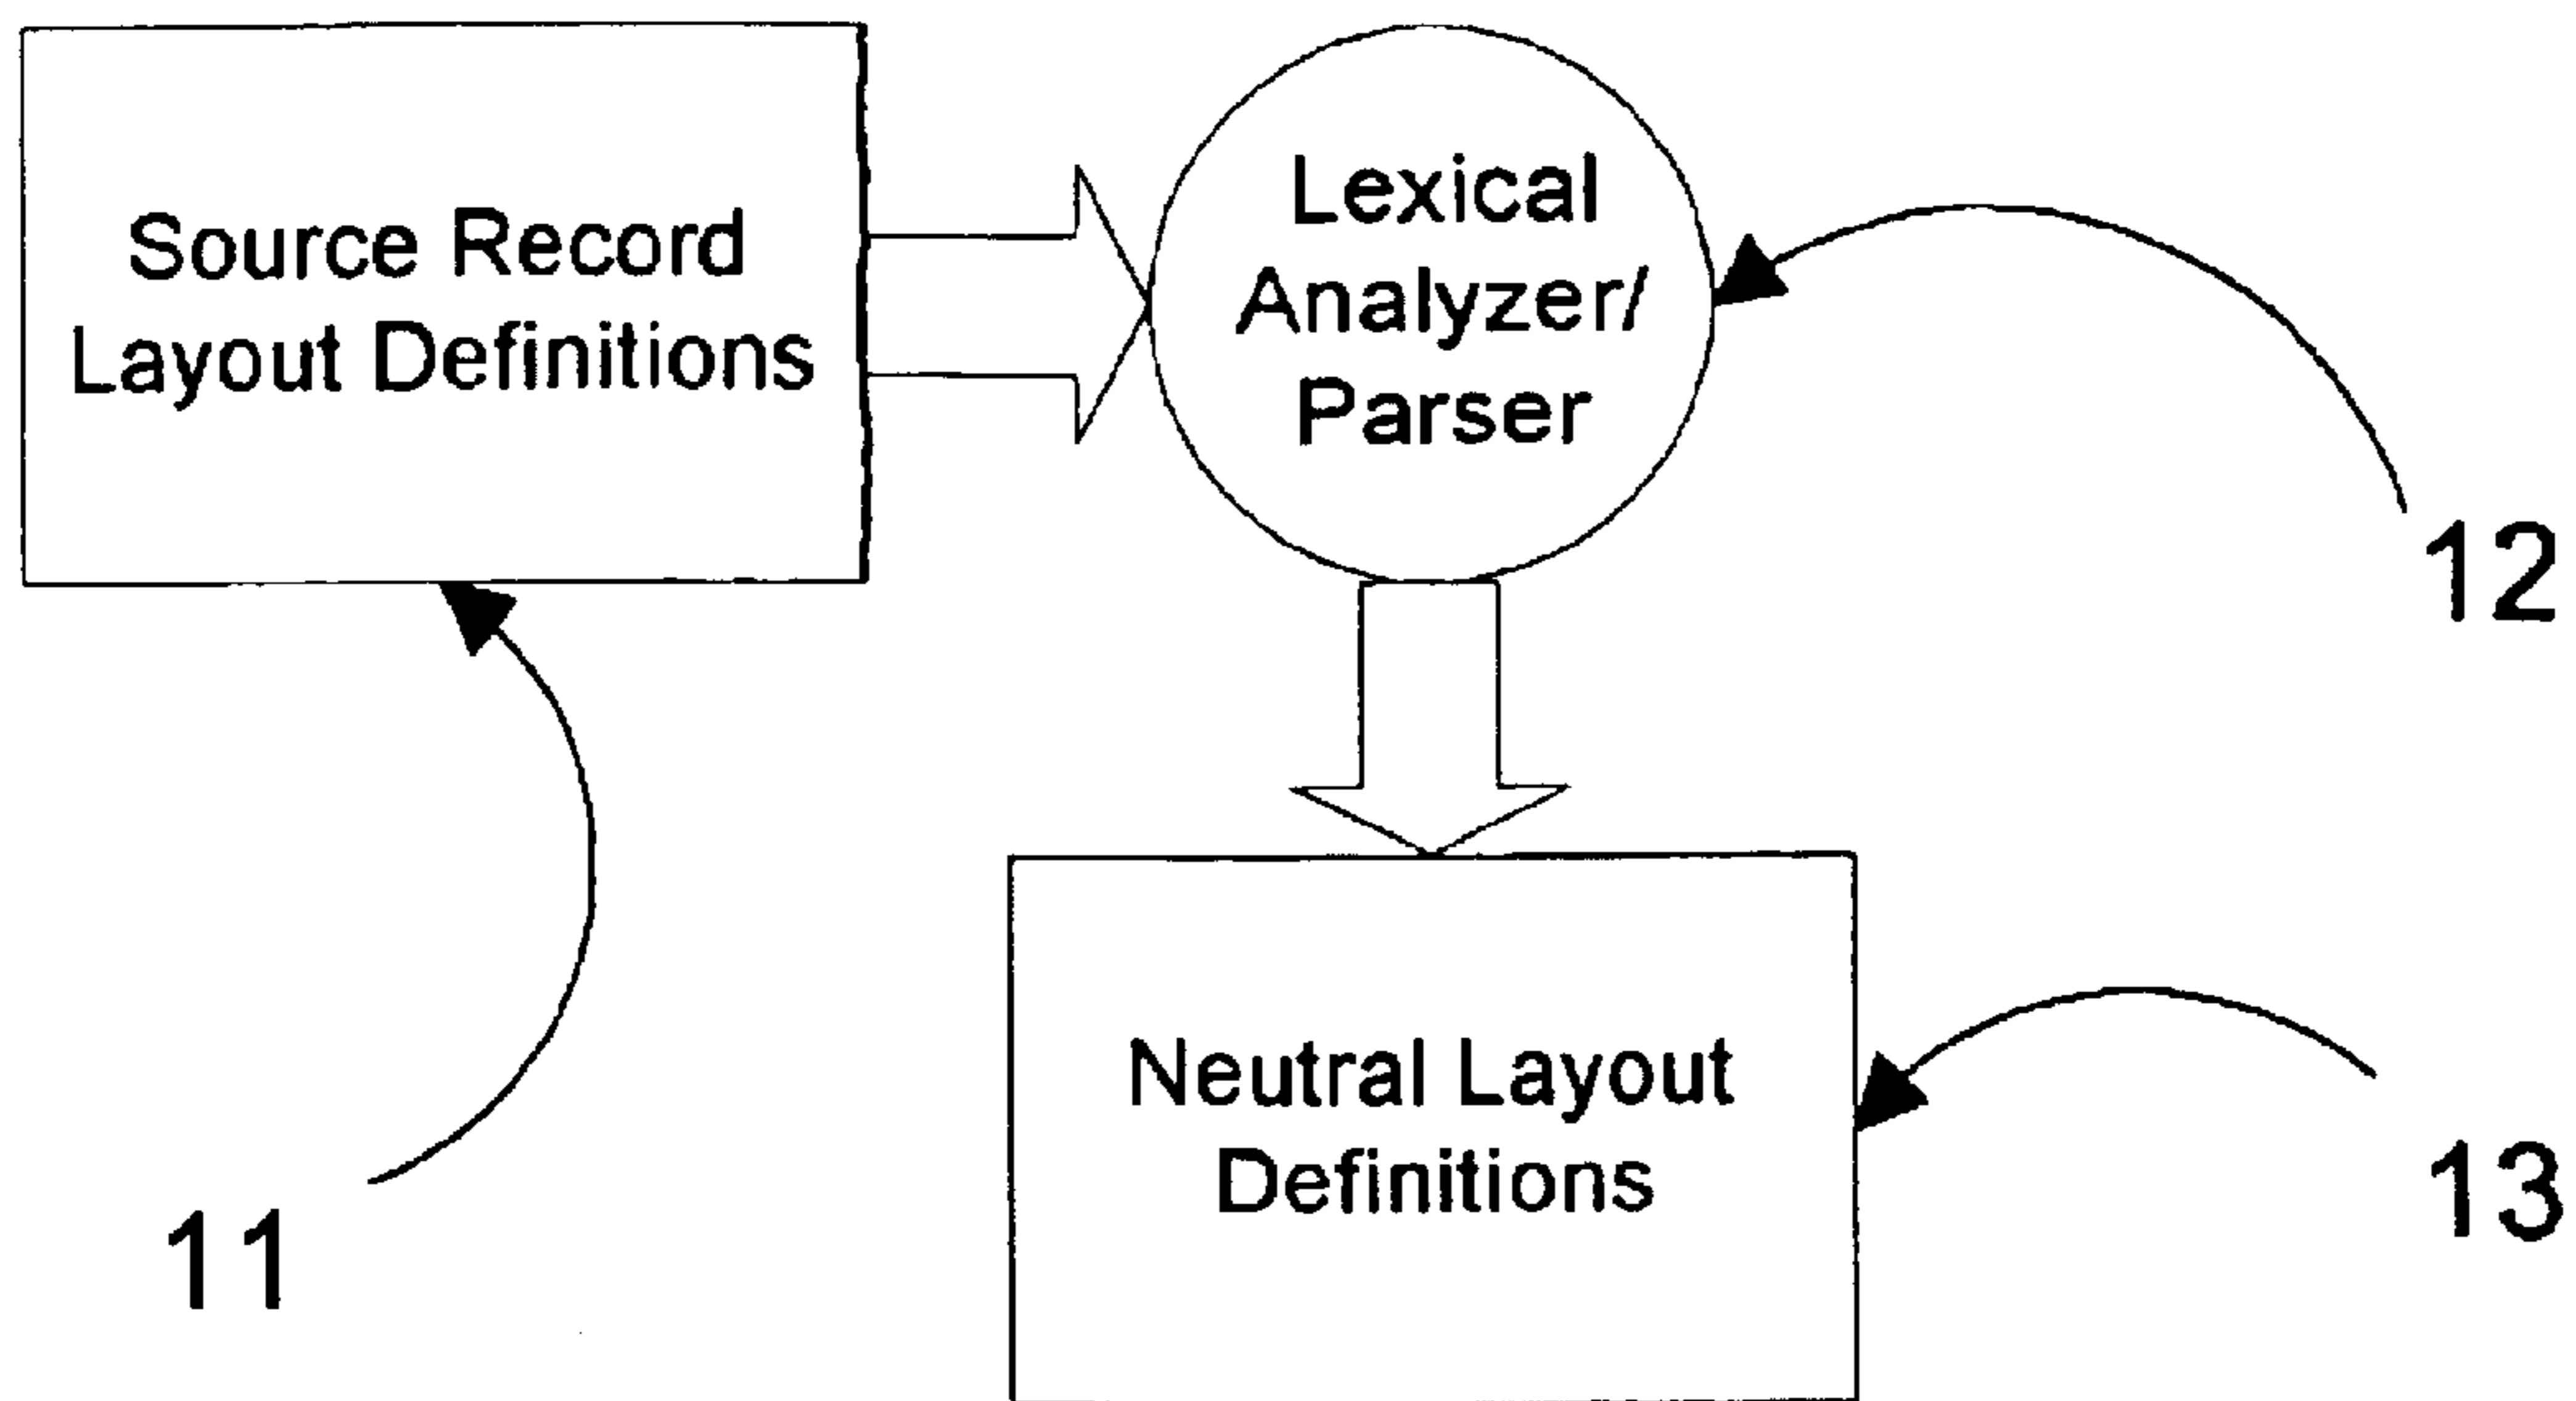 Source Record
Layout Definitions
Lexical
Analyzer/
Parser
12
Neutral Layout
Definitions
11
13